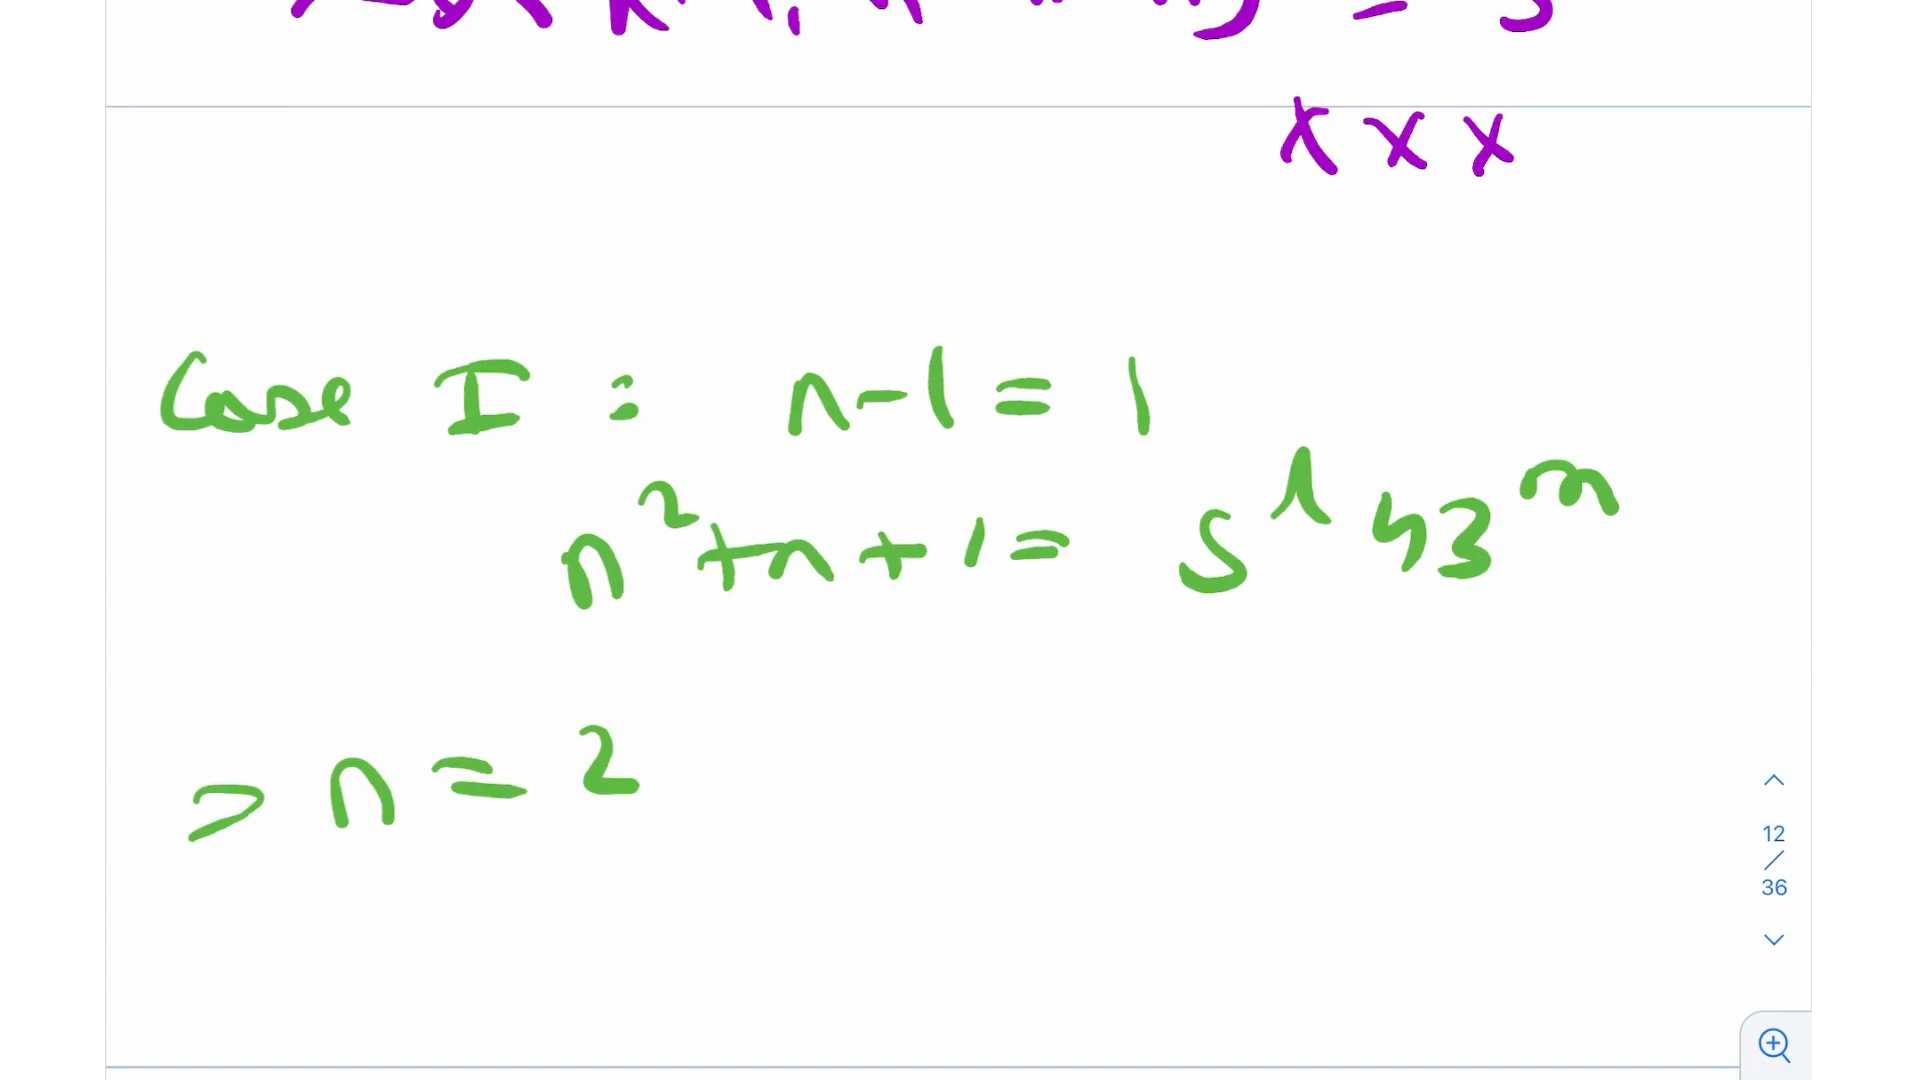 x x x
Case I : n-1 = 1
n²+n+1 = 5^l 43^m
> n = 2
12
/
36